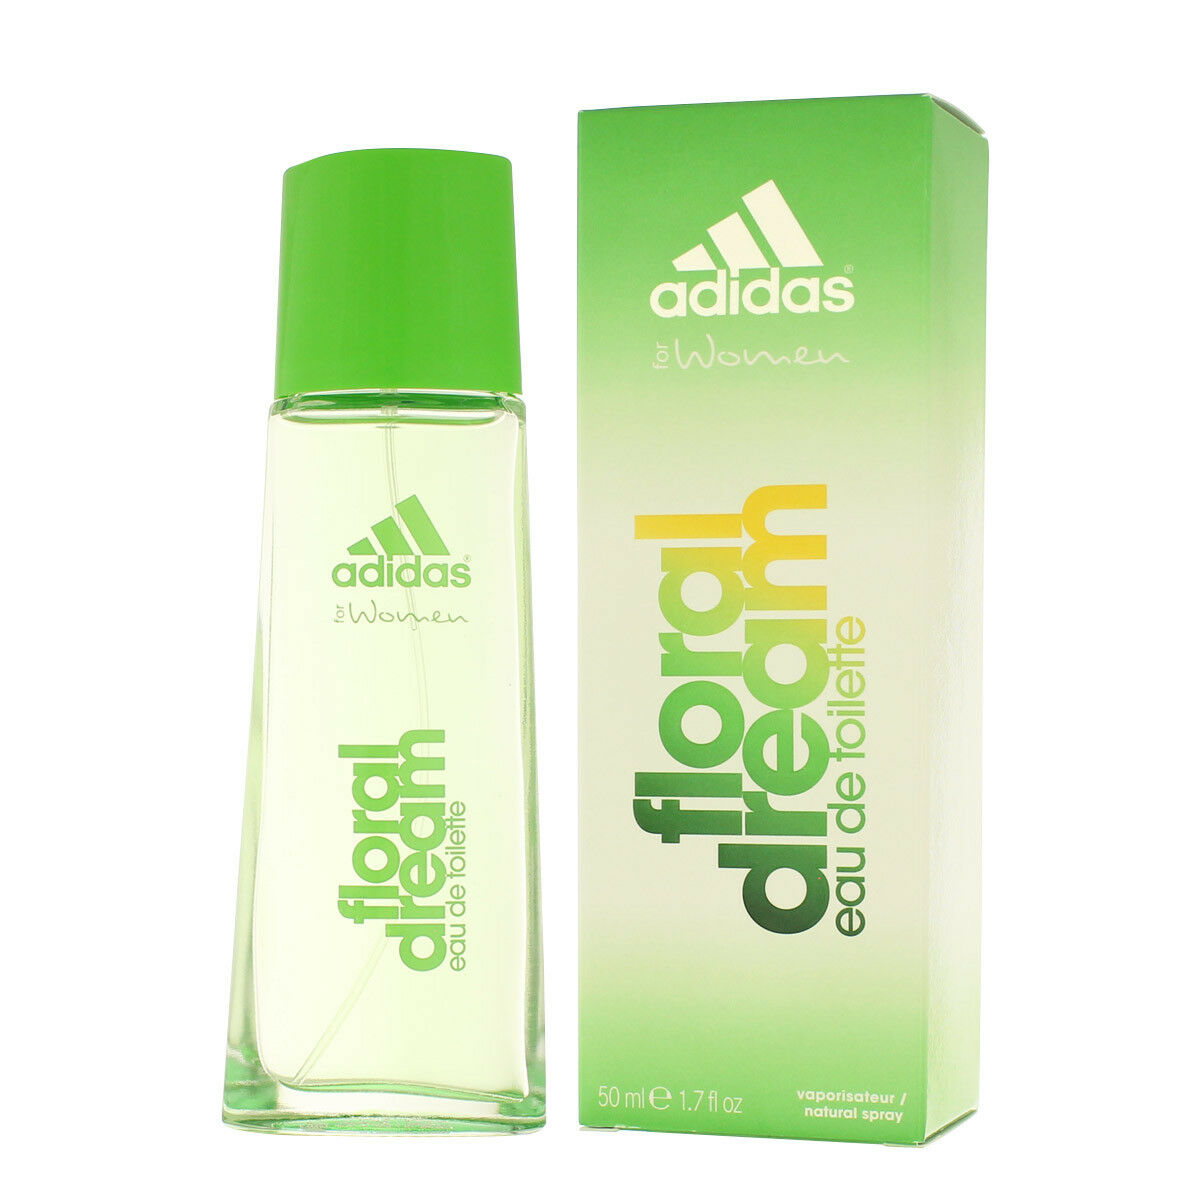 adidas
for Women
floral
dream
eau de toilette
adidas®
for Women
floral
dream
eau de toilette
50 ml e 1.7 fl oz
vaporisateur /
natural spray